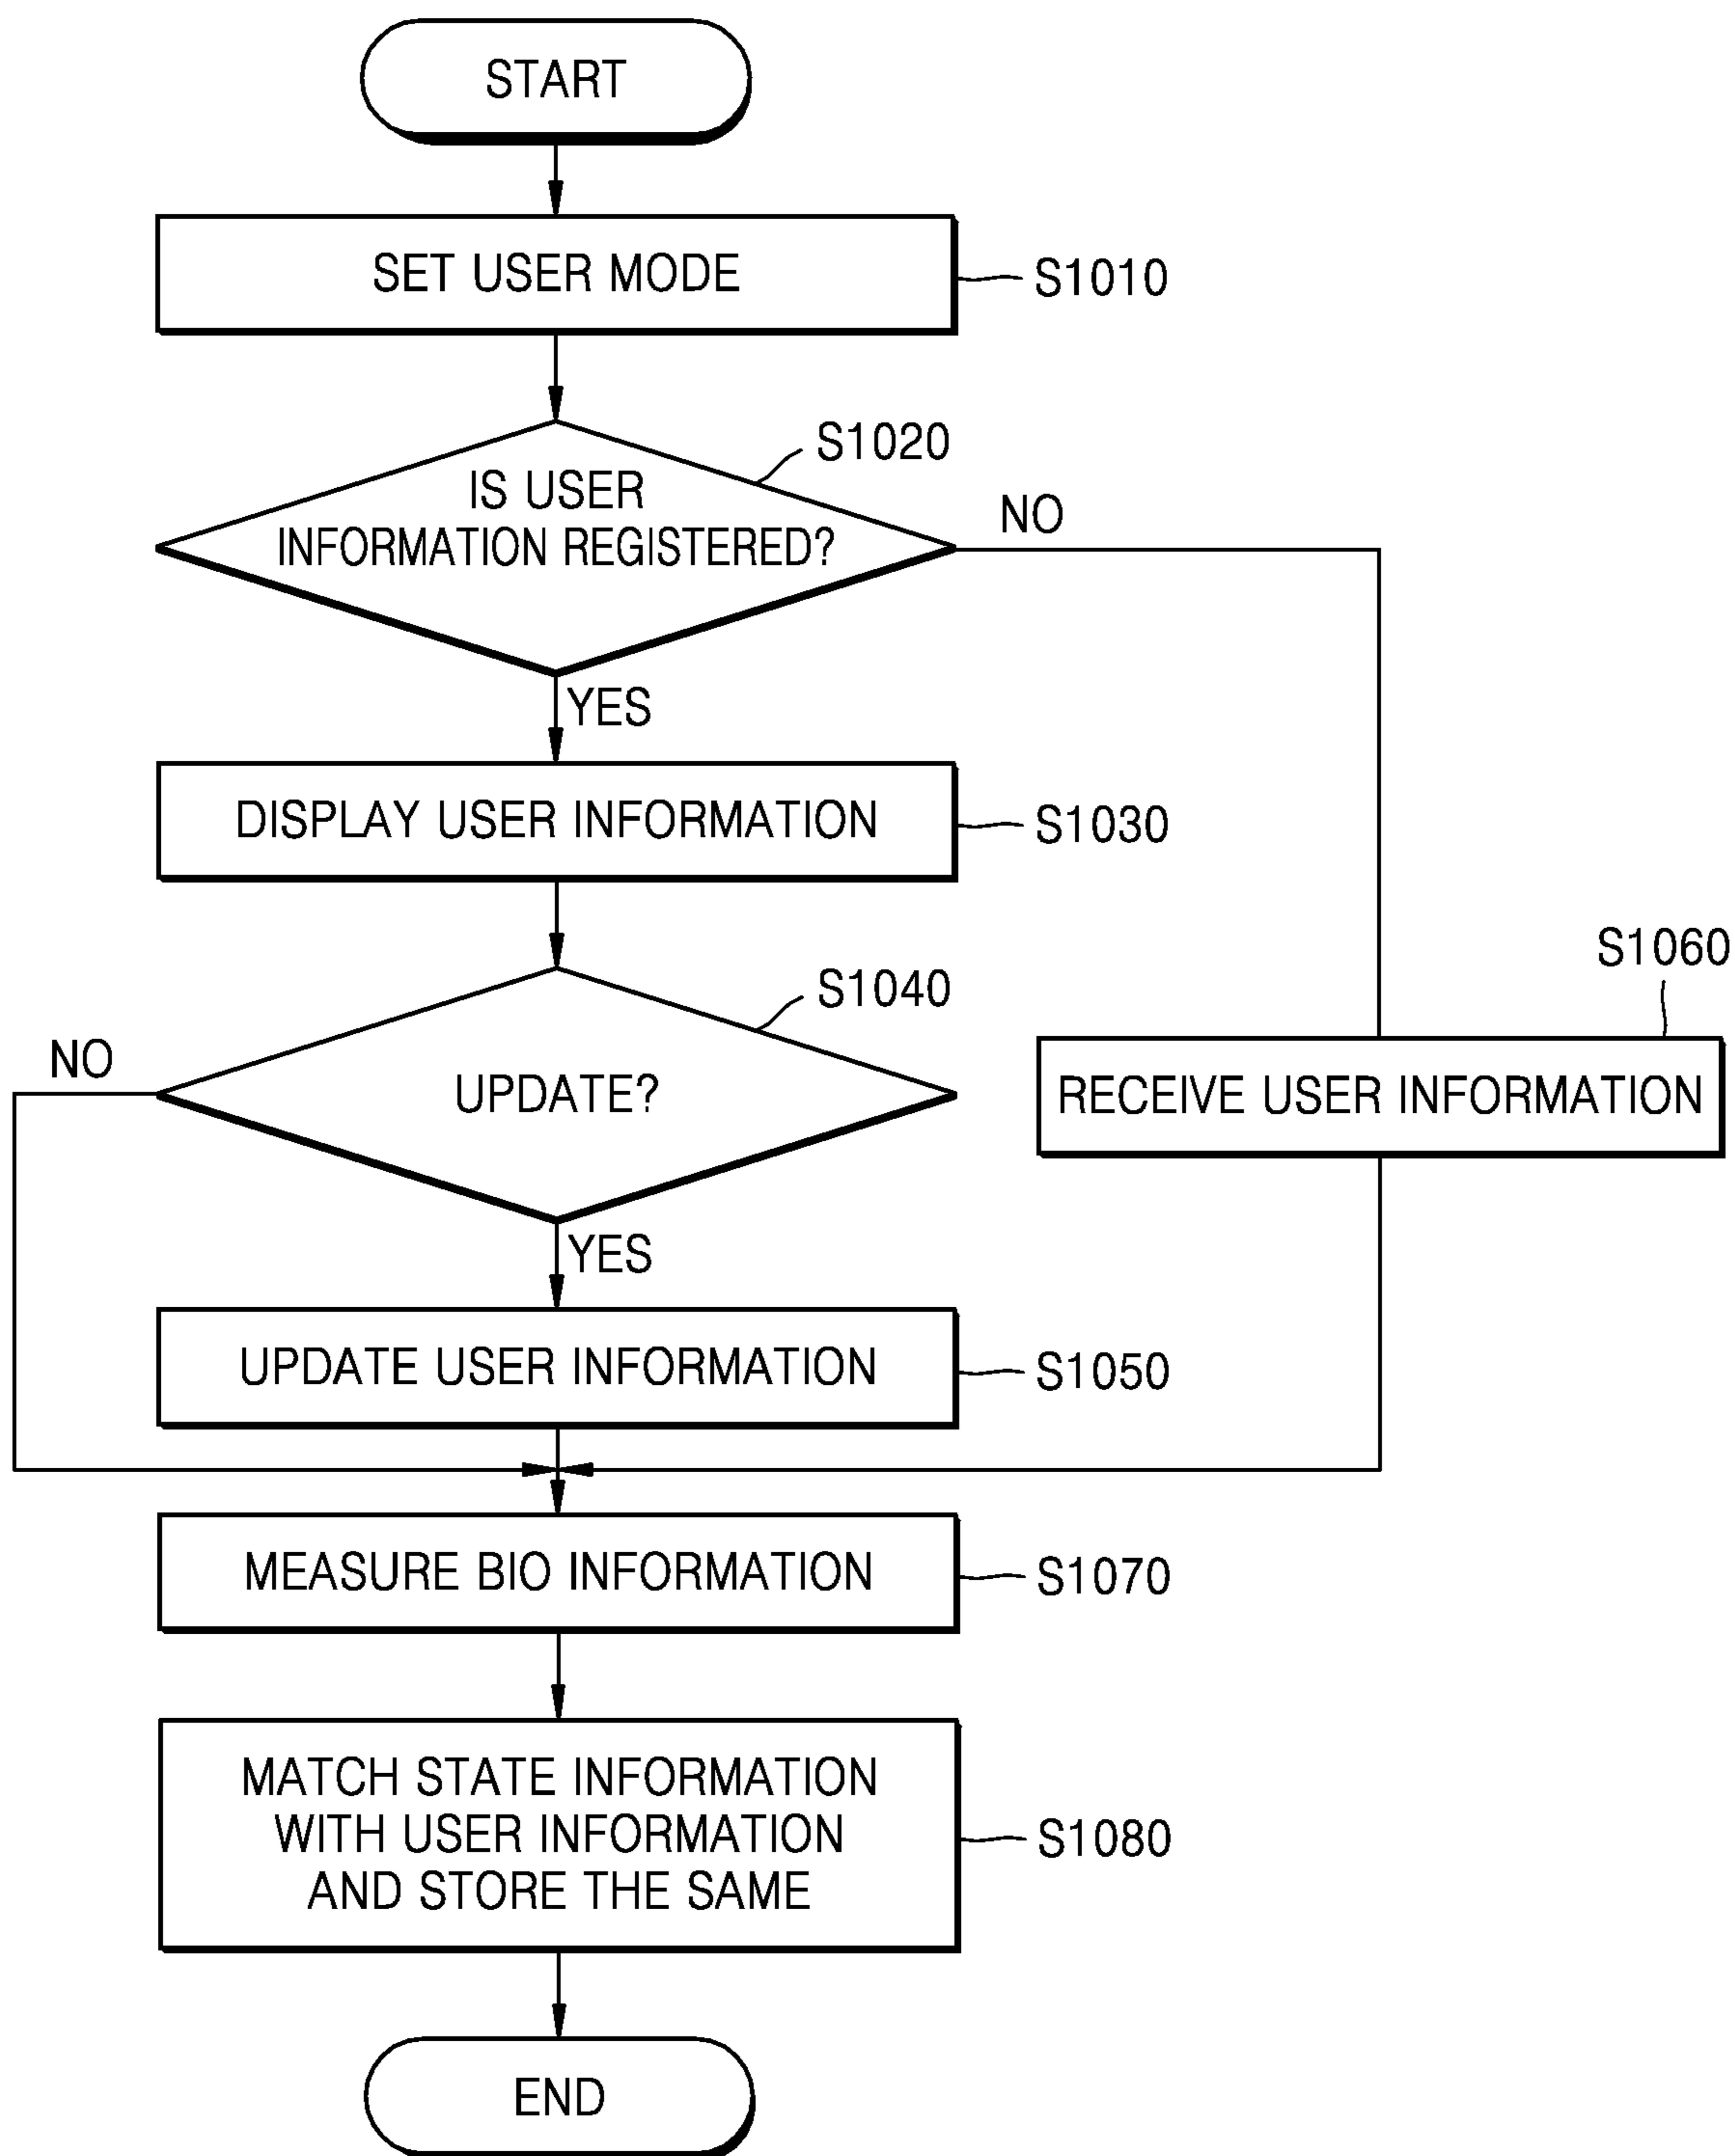 START
SET USER MODE
S1010
S1020
IS USER
INFORMATION REGISTERED?
NO
YES
DISPLAY USER INFORMATION
S1030
S1040
UPDATE?
NO
YES
S1060
RECEIVE USER INFORMATION
UPDATE USER INFORMATION
S1050
MEASURE BIO INFORMATION
S1070
MATCH STATE INFORMATION
WITH USER INFORMATION
AND STORE THE SAME
S1080
END